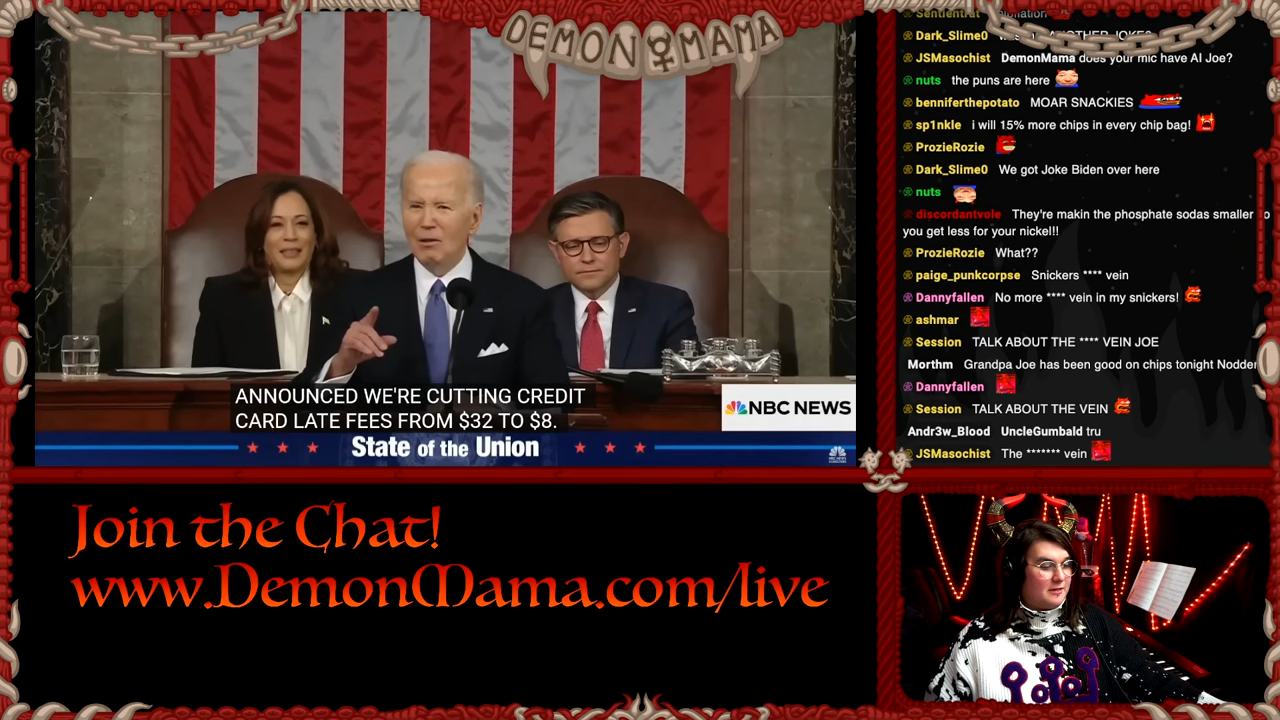 DEMON MAMA
ANNOUNCED WE'RE CUTTING CREDIT
CARD LATE FEES FROM $32 TO $8.
NBC NEWS
State of the Union
Join the Chat!
www.DemonMama.com/live
Sentientrat
Dark_Slime0 ANOTHER JOKE?
JSMasochist DemonMama does your mic have AI Joe?
nuts the puns are here
benniferthepotato MOAR SNACKIES
sp1nkle i will 15% more chips in every chip bag!
ProzieRozie
Dark_Slime0 We got Joke Biden over here
nuts
discordantvole They're makin the phosphate sodas smaller so
you get less for your nickel!!
ProzieRozie What??
paige_punkcorpse Snickers **** vein
Dannyfallen No more **** vein in my snickers!
ashmar
Session TALK ABOUT THE **** VEIN JOE
Morthm Grandpa Joe has been good on chips tonight Nodder
Dannyfallen
Session TALK ABOUT THE VEIN
Andr3w_Blood UncleGumbald tru
JSMasochist The ******* vein